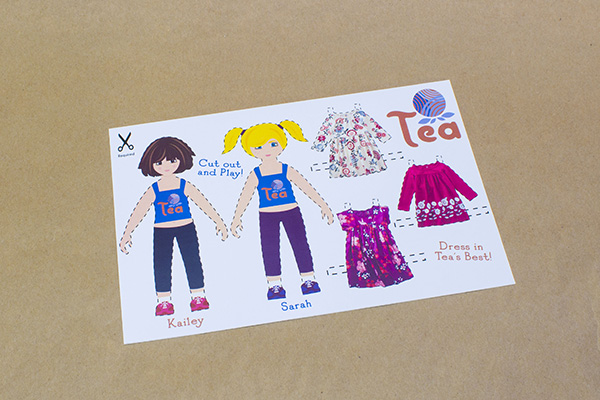 Required
Cut out
and Play!
Tea
Tea
Tea
Kailey
Sarah
Dress in
Tea's Best!